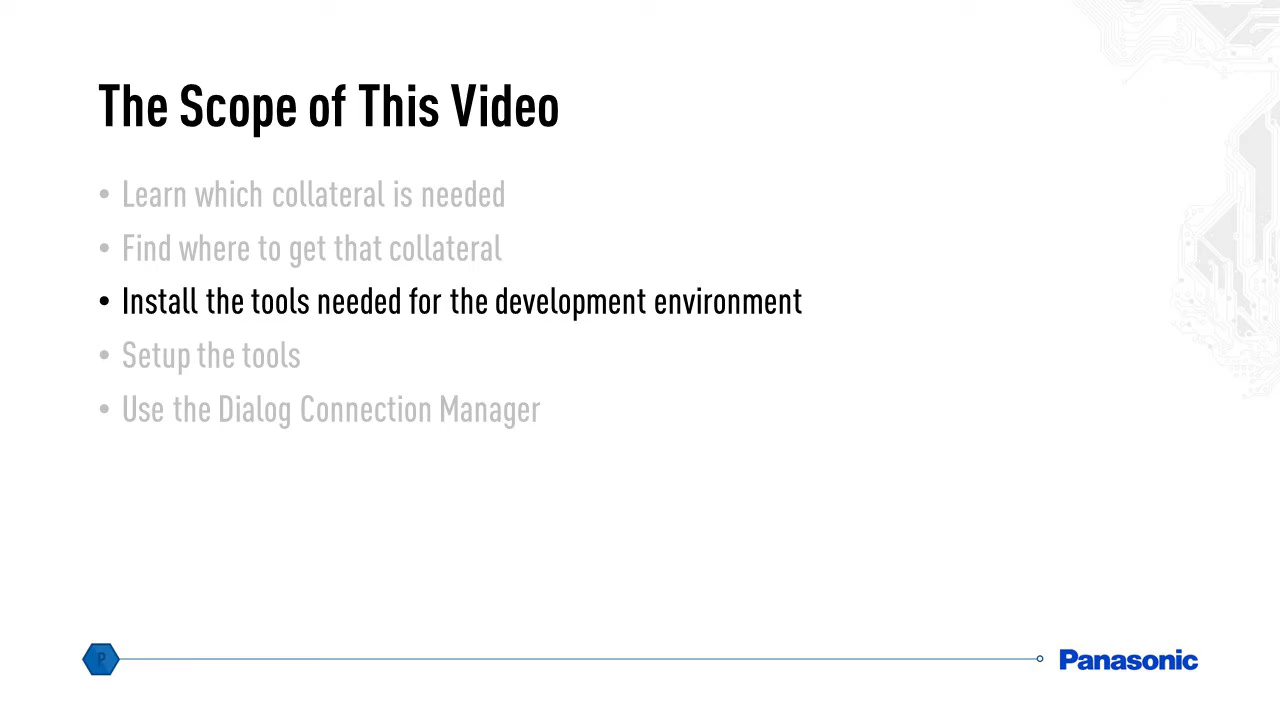 The Scope of This Video
• Learn which collateral is needed
• Find where to get that collateral
• Install the tools needed for the development environment
• Setup the tools
• Use the Dialog Connection Manager
P
Panasonic